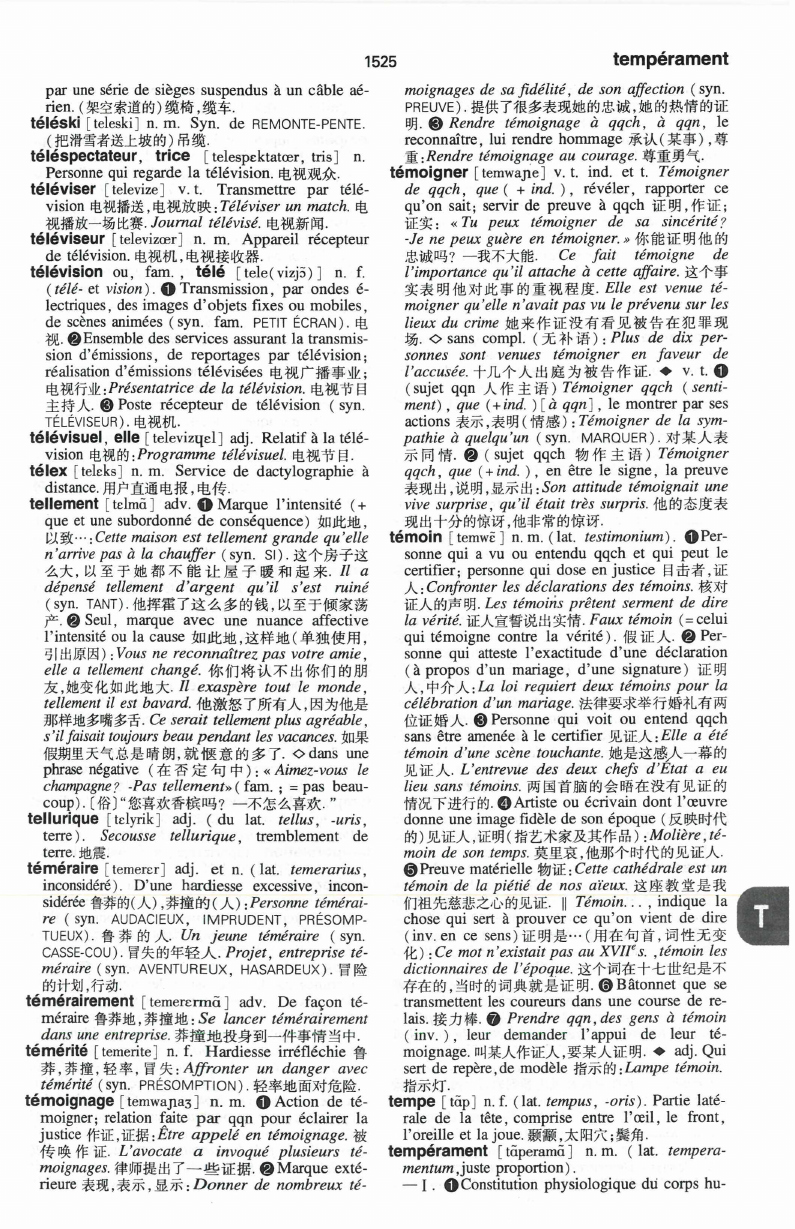 1525
tempérament
par une série de sièges suspendus à un câble aé-
rien. (架空索道的) 缆椅,缆车.
téléski [teleski] n. m. Syn. de REMONTE-PENTE.
(把滑雪者送上坡的) 吊缆.
téléspectateur, trice [telespɛktatœr, tris] n.
Personne qui regarde la télévision. 电视观众.
téléviser [televize] v. t. Transmettre par télé-
vision 电视播送,电视放映:Téléviser un match. 电
视播放一场比赛. Journal télévisé. 电视新闻.
téléviseur [televizœr] n. m. Appareil récepteur
de télévision. 电视机,电视接收器.
télévision ou, fam., télé [tele(vizjɔ̃)] n. f.
(télé- et vision). ❶ Transmission, par ondes é-
lectriques, des images d'objets fixes ou mobiles,
de scènes animées (syn. fam. PETIT ÉCRAN). 电
视. ❷ Ensemble des services assurant la transmis-
sion d'émissions, de reportages par télévision;
réalisation d'émissions télévisées 电视广播事业;
电视行业:Présentatrice de la télévision. 电视节目
主持人. ❸ Poste récepteur de télévision (syn.
TÉLÉVISEUR). 电视机.
télévisuel, elle [televizɥɛl] adj. Relatif à la télé-
vision 电视的:Programme télévisuel. 电视节目.
télex [teleks] n. m. Service de dactylographie à
distance. 用户直通电报,电传.
tellement [tɛlmɑ̃] adv. ❶ Marque l'intensité (+
que et une subordonné de conséquence) 如此地,
以致…:Cette maison est tellement grande qu'elle
n'arrive pas à la chauffer (syn. SI). 这个房子这
么大,以至于她都不能让屋子暖和起来. Il a
dépensé tellement d'argent qu'il s'est ruiné
(syn. TANT). 他挥霍了这么多的钱,以至于倾家荡
产. ❷ Seul, marque avec une nuance affective
l'intensité ou la cause 如此地,这样地(单独使用,
引出原因):Vous ne reconnaîtrez pas votre amie,
elle a tellement changé. 你们将认不出你们的朋
友,她变化如此地大. Il exaspère tout le monde,
tellement il est bavard. 他激怒了所有人,因为他是
那样地多嘴多舌. Ce serait tellement plus agréable,
s'il faisait toujours beau pendant les vacances. 如果
假期里天气总是晴朗,就惬意的多了. ◇ dans une
phrase négative (在否定句中):« Aimez-vous le
champagne? -Pas tellement» (fam.; = pas beau-
coup). [俗]“您喜欢香槟吗? —不怎么喜欢.”
tellurique [tɛlyrik] adj. (du lat. tellus, -uris,
terre). Secousse tellurique, tremblement de
terre. 地震.
téméraire [temerɛr] adj. et n. (lat. temerarius,
inconsidéré). D'une hardiesse excessive, incon-
sidérée 鲁莽的(人),莽撞的(人):Personne témérai-
re (syn. AUDACIEUX, IMPRUDENT, PRÉSOMP-
TUEUX). 鲁莽的人. Un jeune téméraire (syn.
CASSE-COU). 冒失的年轻人. Projet, entreprise té-
méraire (syn. AVENTUREUX, HASARDEUX). 冒险
的计划,行动.
témérairement [temerɛrmɑ̃] adv. De façon té-
méraire 鲁莽地,莽撞地:Se lancer témérairement
dans une entreprise. 莽撞地投身到一件事情当中.
témérité [temerite] n. f. Hardiesse irréfléchie 鲁
莽,莽撞,轻率,冒失:Affronter un danger avec
témérité (syn. PRÉSOMPTION). 轻率地面对危险.
témoignage [temwaɲaʒ] n. m. ❶ Action de té-
moigner; relation faite par qqn pour éclairer la
justice 作证,证据:Être appelé en témoignage. 被
传唤作证. L'avocate a invoqué plusieurs té-
moignages. 律师提出了一些证据. ❷ Marque exté-
rieure 表现,表示,显示:Donner de nombreux té-
moignages de sa fidélité, de son affection (syn.
PREUVE). 提供了很多表现她的忠诚,她的热情的证
明. ❸ Rendre témoignage à qqch, à qqn, le
reconnaître, lui rendre hommage 承认(某事),尊
重:Rendre témoignage au courage. 尊重勇气.
témoigner [temwaɲe] v. t. ind. et t. Témoigner
de qqch, que (+ ind.), révéler, rapporter ce
qu'on sait; servir de preuve à qqch 证明,作证;
证实: « Tu peux témoigner de sa sincérité?
-Je ne peux guère en témoigner.» 你能证明他的
忠诚吗? —我不大能. Ce fait témoigne de
l'importance qu'il attache à cette affaire. 这个事
实表明他对此事的重视程度. Elle est venue té-
moigner qu'elle n'avait pas vu le prévenu sur les
lieux du crime 她来作证没有看见被告在犯罪现
场. ◇ sans compl. (无补语): Plus de dix per-
sonnes sont venues témoigner en faveur de
l'accusée. 十几个人出庭为被告作证. ◆ v. t. ❶
(sujet qqn 人作主语) Témoigner qqch (senti-
ment), que (+ind.) [à qqn], le montrer par ses
actions 表示,表明(情感):Témoigner de la sym-
pathie à quelqu'un (syn. MARQUER). 对某人表
示同情. ❷ (sujet qqch 物作主语) Témoigner
qqch, que (+ind.), en être le signe, la preuve
表现出,说明,显示出:Son attitude témoignait une
vive surprise, qu'il était très surpris. 他的态度表
现出十分的惊讶,他非常的惊讶.
témoin [temwɛ̃] n. m. (lat. testimonium). ❶ Per-
sonne qui a vu ou entendu qqch et qui peut le
certifier; personne qui dose en justice 目击者,证
人:Confronter les déclarations des témoins. 核对
证人的声明. Les témoins prêtent serment de dire
la vérité. 证人宣誓说出实情. Faux témoin (= celui
qui témoigne contre la vérité). 假证人. ❷ Per-
sonne qui atteste l'exactitude d'une déclaration
(à propos d'un mariage, d'une signature) 证明
人,中介人:La loi requiert deux témoins pour la
célébration d'un mariage. 法律要求举行婚礼有两
位证婚人. ❸ Personne qui voit ou entend qqch
sans être amenée à le certifier 见证人:Elle a été
témoin d'une scène touchante. 她是这感人一幕的
见证人. L'entrevue des deux chefs d'État a eu
lieu sans témoins. 两国首脑的会晤在没有见证的
情况下进行的. ❹ Artiste ou écrivain dont l'œuvre
donne une image fidèle de son époque (反映时代
的)见证人,证明(指艺术家及其作品):Molière, té-
moin de son temps. 莫里哀,他那个时代的见证人.
❺ Preuve matérielle 物证:Cette cathédrale est un
témoin de la piétié de nos aïeux. 这座教堂是我
们祖先慈悲之心的见证. ‖ Témoin..., indique la
chose qui sert à prouver ce qu'on vient de dire
(inv. en ce sens) 证明是…(用在句首,词性无变
化):Ce mot n'existait pas au XVIIe s., témoin les
dictionnaires de l'époque. 这个词在十七世纪是不
存在的,当时的词典就是证明. ❻ Bâtonnet que se
transmettent les coureurs dans une course de re-
lais. 接力棒. ❼ Prendre qqn, des gens à témoin
(inv.), leur demander l'appui de leur té-
moignage. 叫某人作证人,要某人证明. ◆ adj. Qui
sert de repère, de modèle 指示的:Lampe témoin.
指示灯.
tempe [tɑ̃p] n. f. (lat. tempus, -oris). Partie laté-
rale de la tête, comprise entre l'œil, le front,
l'oreille et la joue. 颞颥,太阳穴;鬓角.
tempérament [tɑ̃peramɑ̃] n. m. (lat. tempera-
mentum, juste proportion).
— I. ❶ Constitution physiologique du corps hu-
T